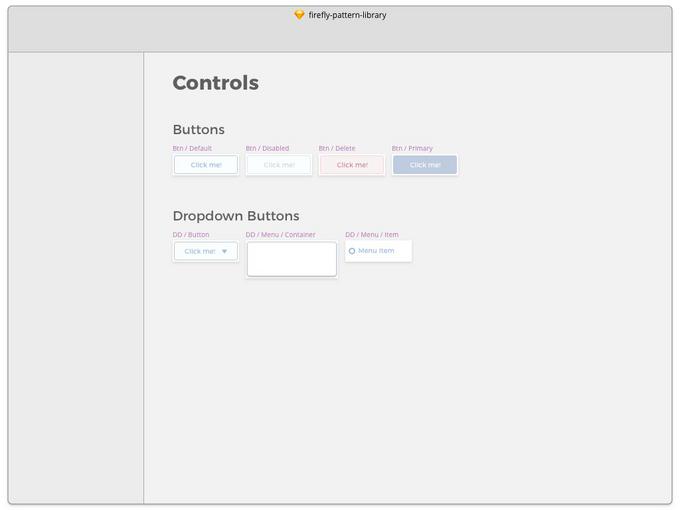 firefly-pattern-library
Controls
Buttons
Btn / Default
Btn / Disabled
Btn / Delete
Btn / Primary
Click me!
Click me!
Click me!
Click me!
Dropdown Buttons
DD / Button
DD / Menu / Container
DD / Menu / Item
Click me!
Menu Item